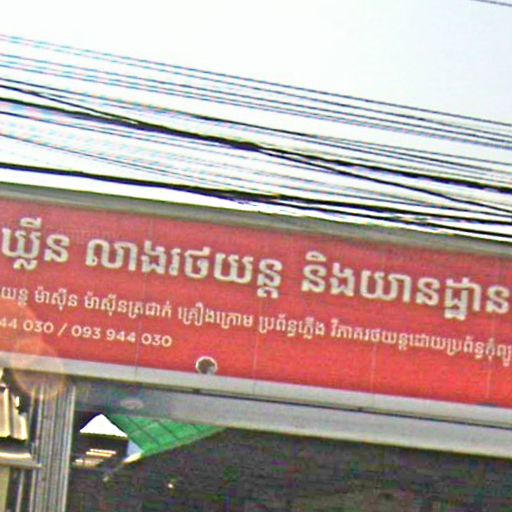 ឃ្លីន លាងរថយន្ត និងយានដ្ឋាន
យន្ត ម៉ាស៊ីន ម៉ាស៊ីនត្រជាក់ គ្រឿងក្រោម ប្រព័ន្ធភ្លើង វិភាគរថយន្តដោយប្រព័ន្ធកុំព្យូ
44 030 / 093 944 030